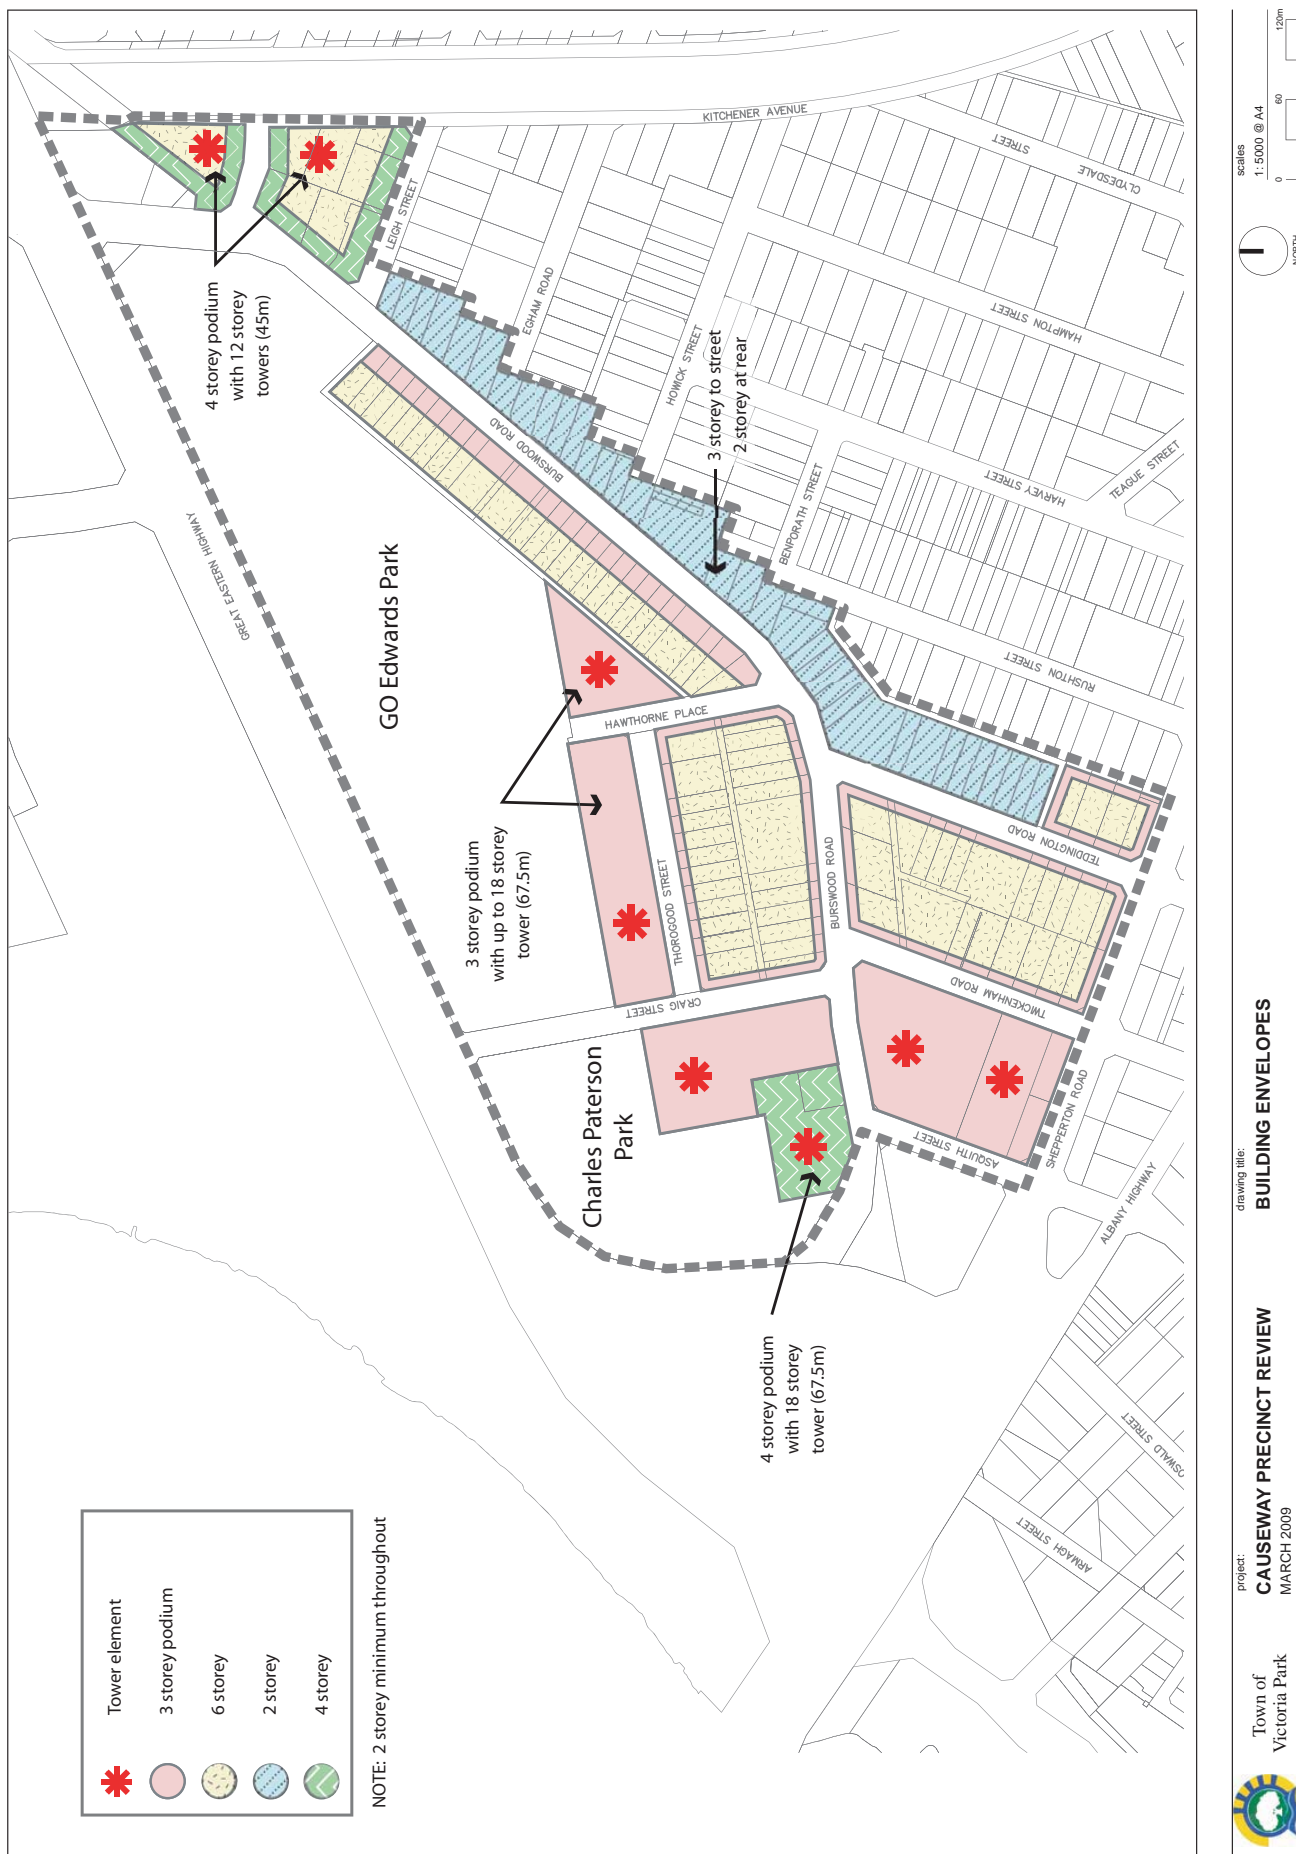 Tower element
3 storey podium
6 storey
2 storey
4 storey
NOTE: 2 storey minimum throughout
4 storey podium
with 12 storey
towers (45m)
3 storey podium
with up to 18 storey
tower (67.5m)
4 storey podium
with 18 storey
tower (67.5m)
3 storey to street
2 storey at rear
GO Edwards Park
Charles Paterson
Park
GREAT EASTERN HIGHWAY
KITCHENER AVENUE
LEIGH STREET
EGHAM ROAD
HOWICK STREET
BENPORATH STREET
CLYDESDALE
STREET
HAMPTON STREET
HARVEY STREET
TEAGUE STREET
RUSHTON STREET
BURSWOOD ROAD
HAWTHORNE PLACE
THOROGOOD STREET
CRAIG STREET
BURSWOOD ROAD
TEDDINGTON ROAD
TWICKENHAM ROAD
ASQUITH STREET
SHEPPERTON ROAD
ALBANY HIGHWAY
OSWALD STREET
ARMAGH STREET
Town of
Victoria Park
project:
CAUSEWAY PRECINCT REVIEW
MARCH 2009
drawing title:
BUILDING ENVELOPES
NORTH
scales
1: 5000 @ A4
0
60
120m